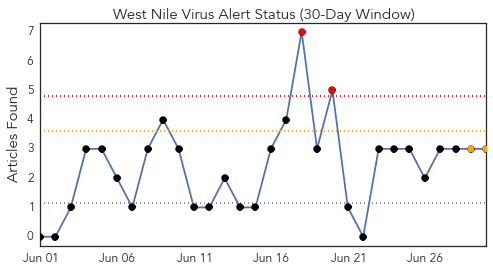 West Nile Virus Alert Status (30-Day Window)
Articles Found
7
6
5
4
3
2
1
0
Jun 01 Jun 06 Jun 11 Jun 16 Jun 21 Jun 26